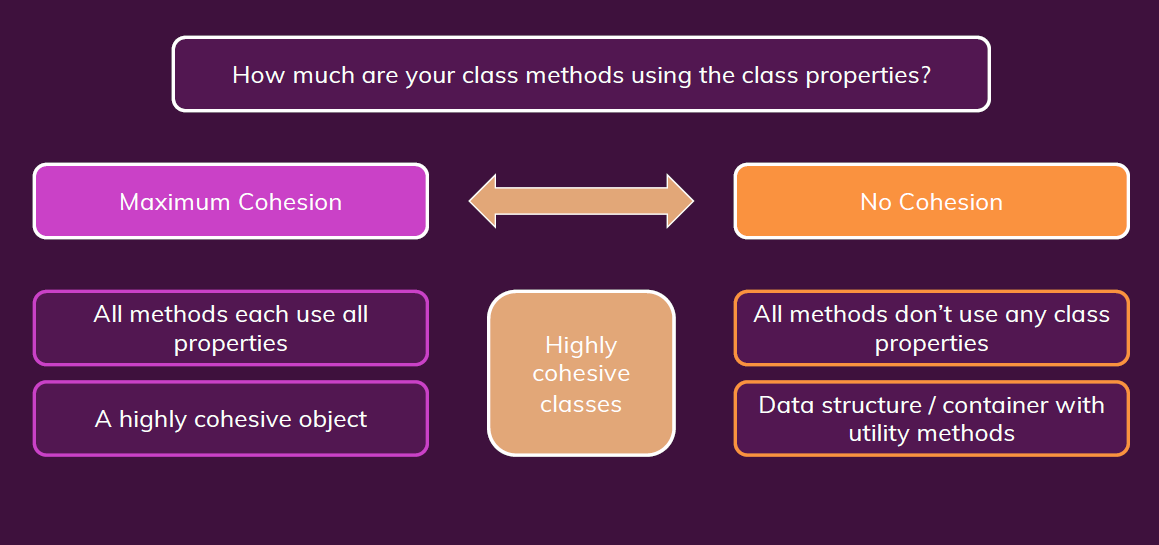 How much are your class methods using the class properties?
Maximum Cohesion
No Cohesion
All methods each use all
properties
A highly cohesive object
Highly
cohesive
classes
All methods don’t use any class
properties
Data structure / container with
utility methods